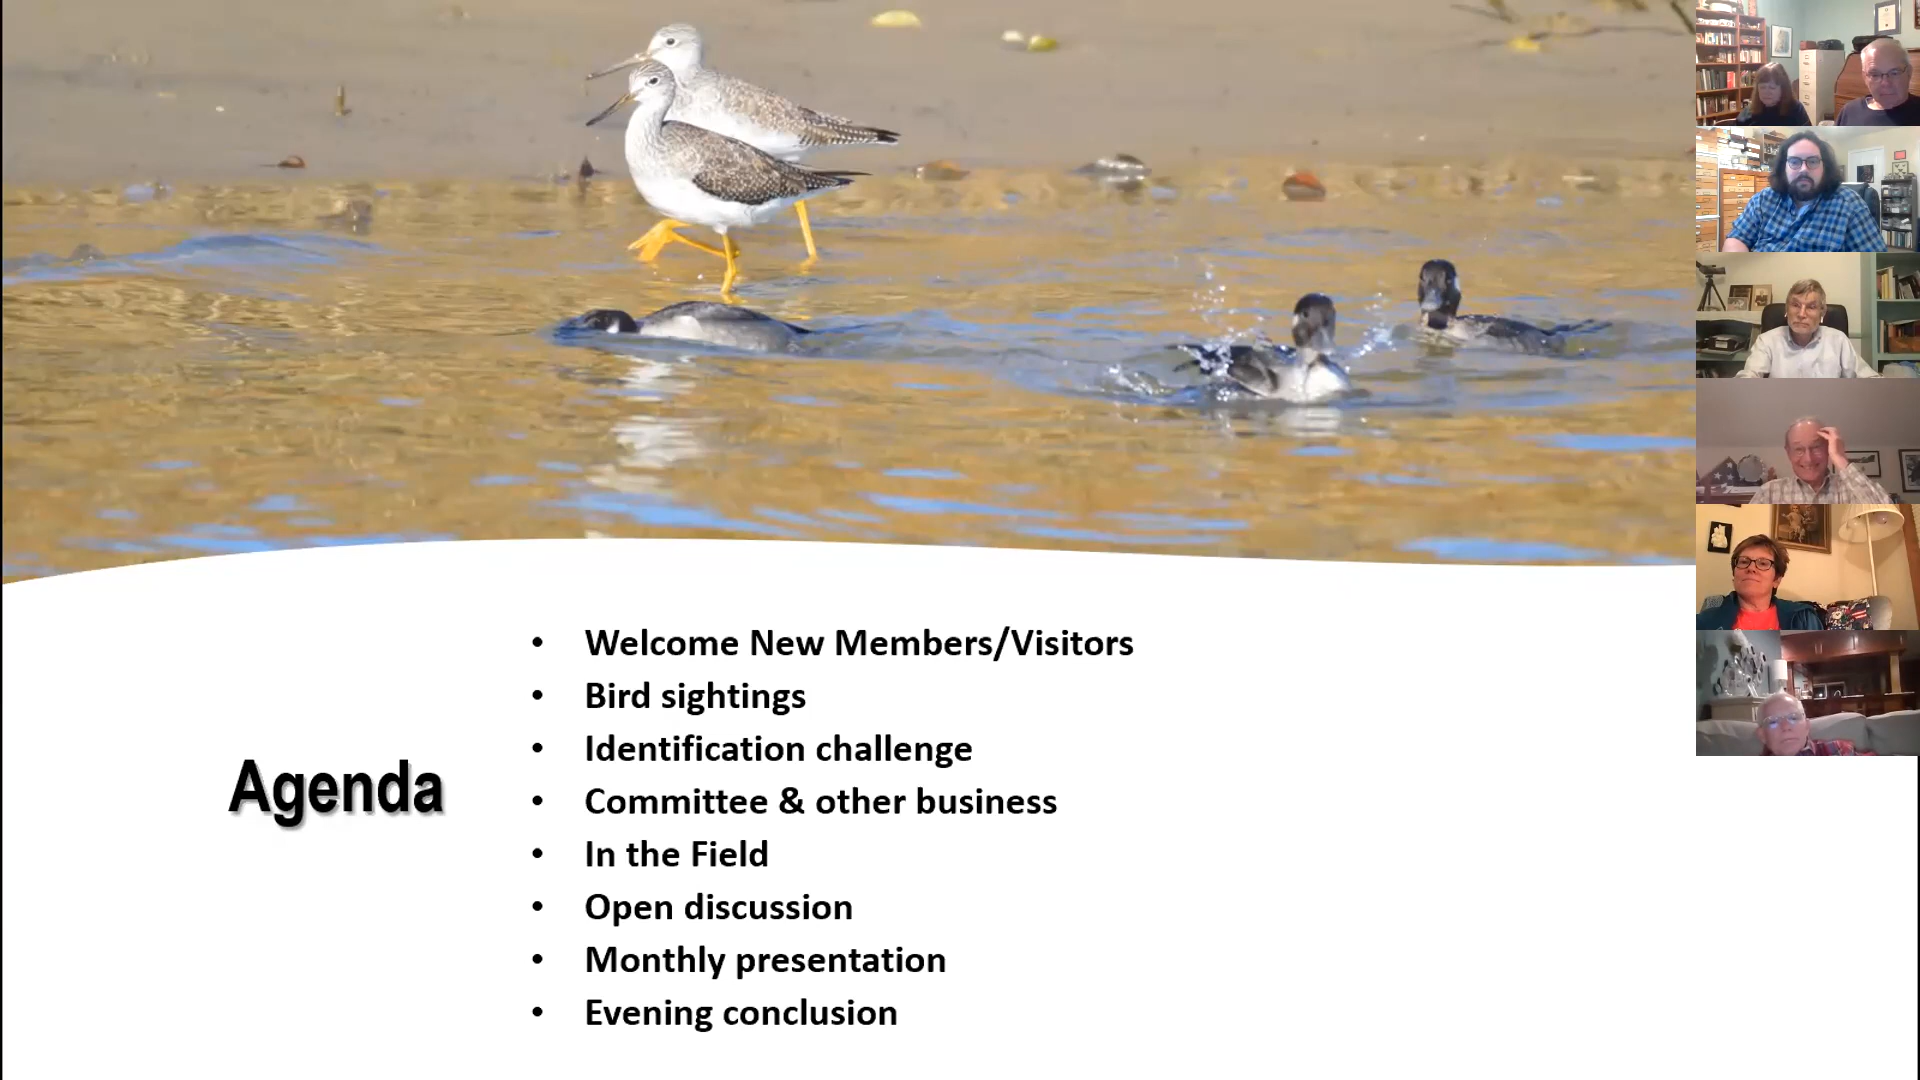 Agenda
• Welcome New Members/Visitors
• Bird sightings
• Identification challenge
• Committee & other business
• In the Field
• Open discussion
• Monthly presentation
• Evening conclusion